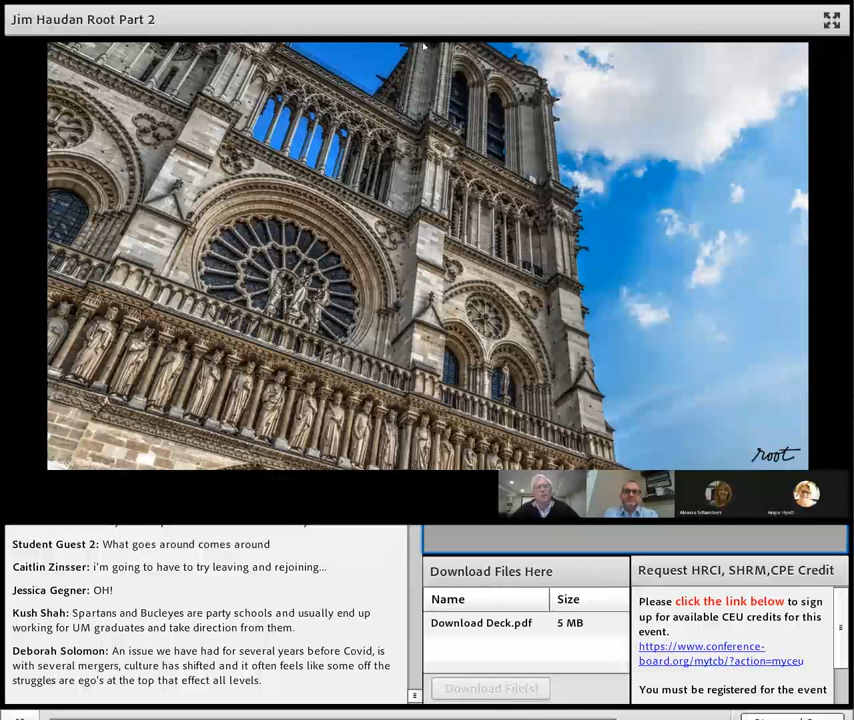 Jim Haudan Root Part 2
root
Angie Hyatt
Student Guest 2: What goes around comes around
Caitlin Zinsser: i'm going to have to try leaving and rejoining...
Jessica Gegner: OH!
Kush Shah: Spartans and Bucleyes are party schools and usually end up
working for UM graduates and take direction from them.
Deborah Solomon: An issue we have had for several years before Covid, is
with several mergers, culture has shifted and it often feels like some off the
struggles are ego's at the top that effect all levels.
Download Files Here
Name Size
Download Deck.pdf 5 MB
Download File(s)
Request HRCI, SHRM,CPE Credit
Please click the link below to sign
up for available CEU credits for this
event.
https://www.conference-
board.org/mytcb/?action=myceu
You must be registered for the event